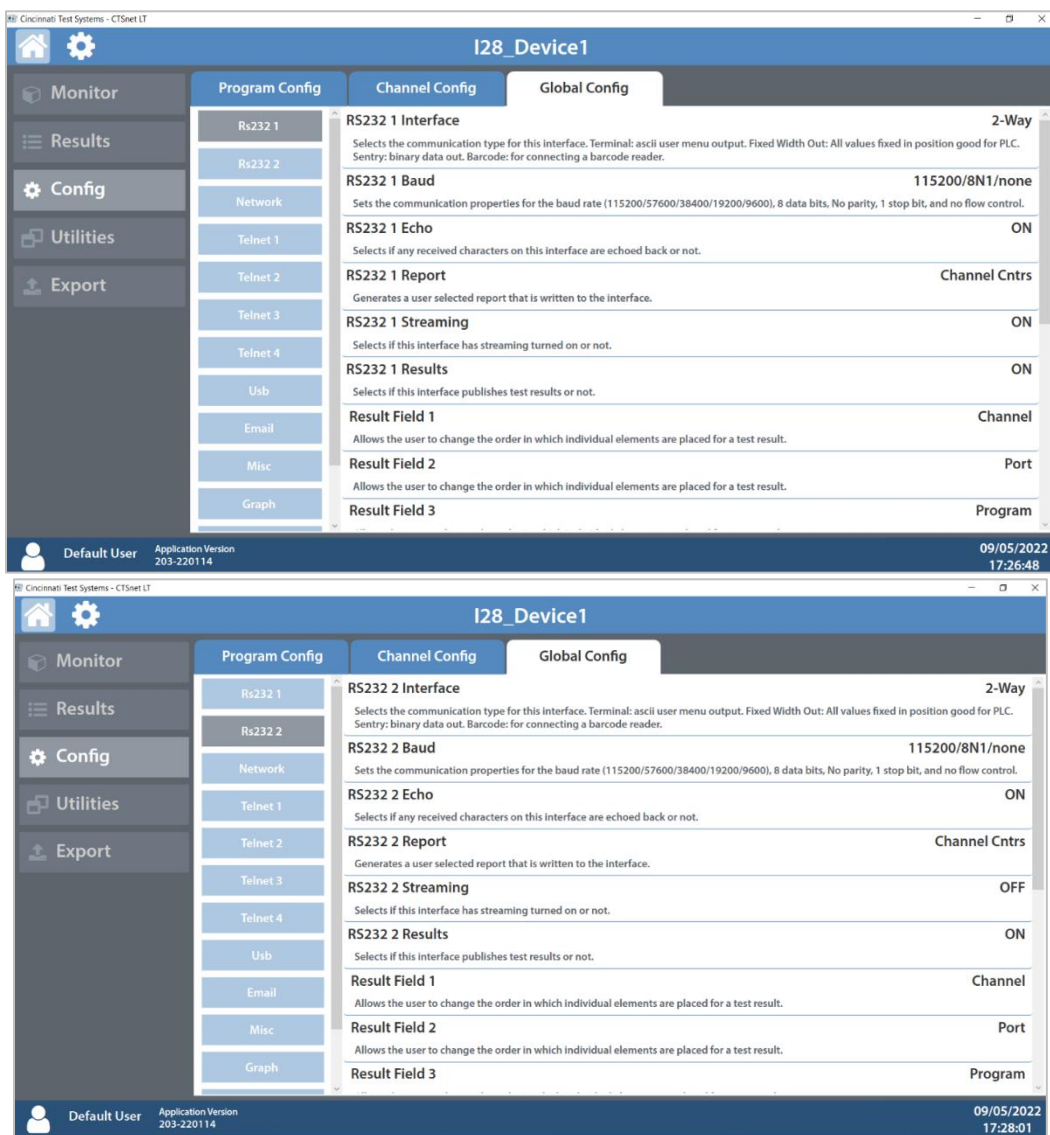 Cincinnati Test Systems - CTSnet LT
I28_Device1
Monitor
Results
Config
Utilities
Export
Program Config
Channel Config
Global Config
Rs232 1
Rs232 2
Network
Telnet 1
Telnet 2
Telnet 3
Telnet 4
Usb
Email
Misc
Graph
RS232 1 Interface 2-Way
Selects the communication type for this interface. Terminal: ascii user menu output. Fixed Width Out: All values fixed in position good for PLC.
Sentry: binary data out. Barcode: for connecting a barcode reader.
RS232 1 Baud 115200/8N1/none
Sets the communication properties for the baud rate (115200/57600/38400/19200/9600), 8 data bits, No parity, 1 stop bit, and no flow control.
RS232 1 Echo ON
Selects if any received characters on this interface are echoed back or not.
RS232 1 Report Channel Cntrs
Generates a user selected report that is written to the interface.
RS232 1 Streaming ON
Selects if this interface has streaming turned on or not.
RS232 1 Results ON
Selects if this interface publishes test results or not.
Result Field 1 Channel
Allows the user to change the order in which individual elements are placed for a test result.
Result Field 2 Port
Allows the user to change the order in which individual elements are placed for a test result.
Result Field 3 Program
Default User
Application Version
203-220114
09/05/2022
17:26:48
Cincinnati Test Systems - CTSnet LT
I28_Device1
Monitor
Results
Config
Utilities
Export
Program Config
Channel Config
Global Config
Rs232 1
Rs232 2
Network
Telnet 1
Telnet 2
Telnet 3
Telnet 4
Usb
Email
Misc
Graph
RS232 2 Interface 2-Way
Selects the communication type for this interface. Terminal: ascii user menu output. Fixed Width Out: All values fixed in position good for PLC.
Sentry: binary data out. Barcode: for connecting a barcode reader.
RS232 2 Baud 115200/8N1/none
Sets the communication properties for the baud rate (115200/57600/38400/19200/9600), 8 data bits, No parity, 1 stop bit, and no flow control.
RS232 2 Echo ON
Selects if any received characters on this interface are echoed back or not.
RS232 2 Report Channel Cntrs
Generates a user selected report that is written to the interface.
RS232 2 Streaming OFF
Selects if this interface has streaming turned on or not.
RS232 2 Results ON
Selects if this interface publishes test results or not.
Result Field 1 Channel
Allows the user to change the order in which individual elements are placed for a test result.
Result Field 2 Port
Allows the user to change the order in which individual elements are placed for a test result.
Result Field 3 Program
Default User
Application Version
203-220114
09/05/2022
17:28:01